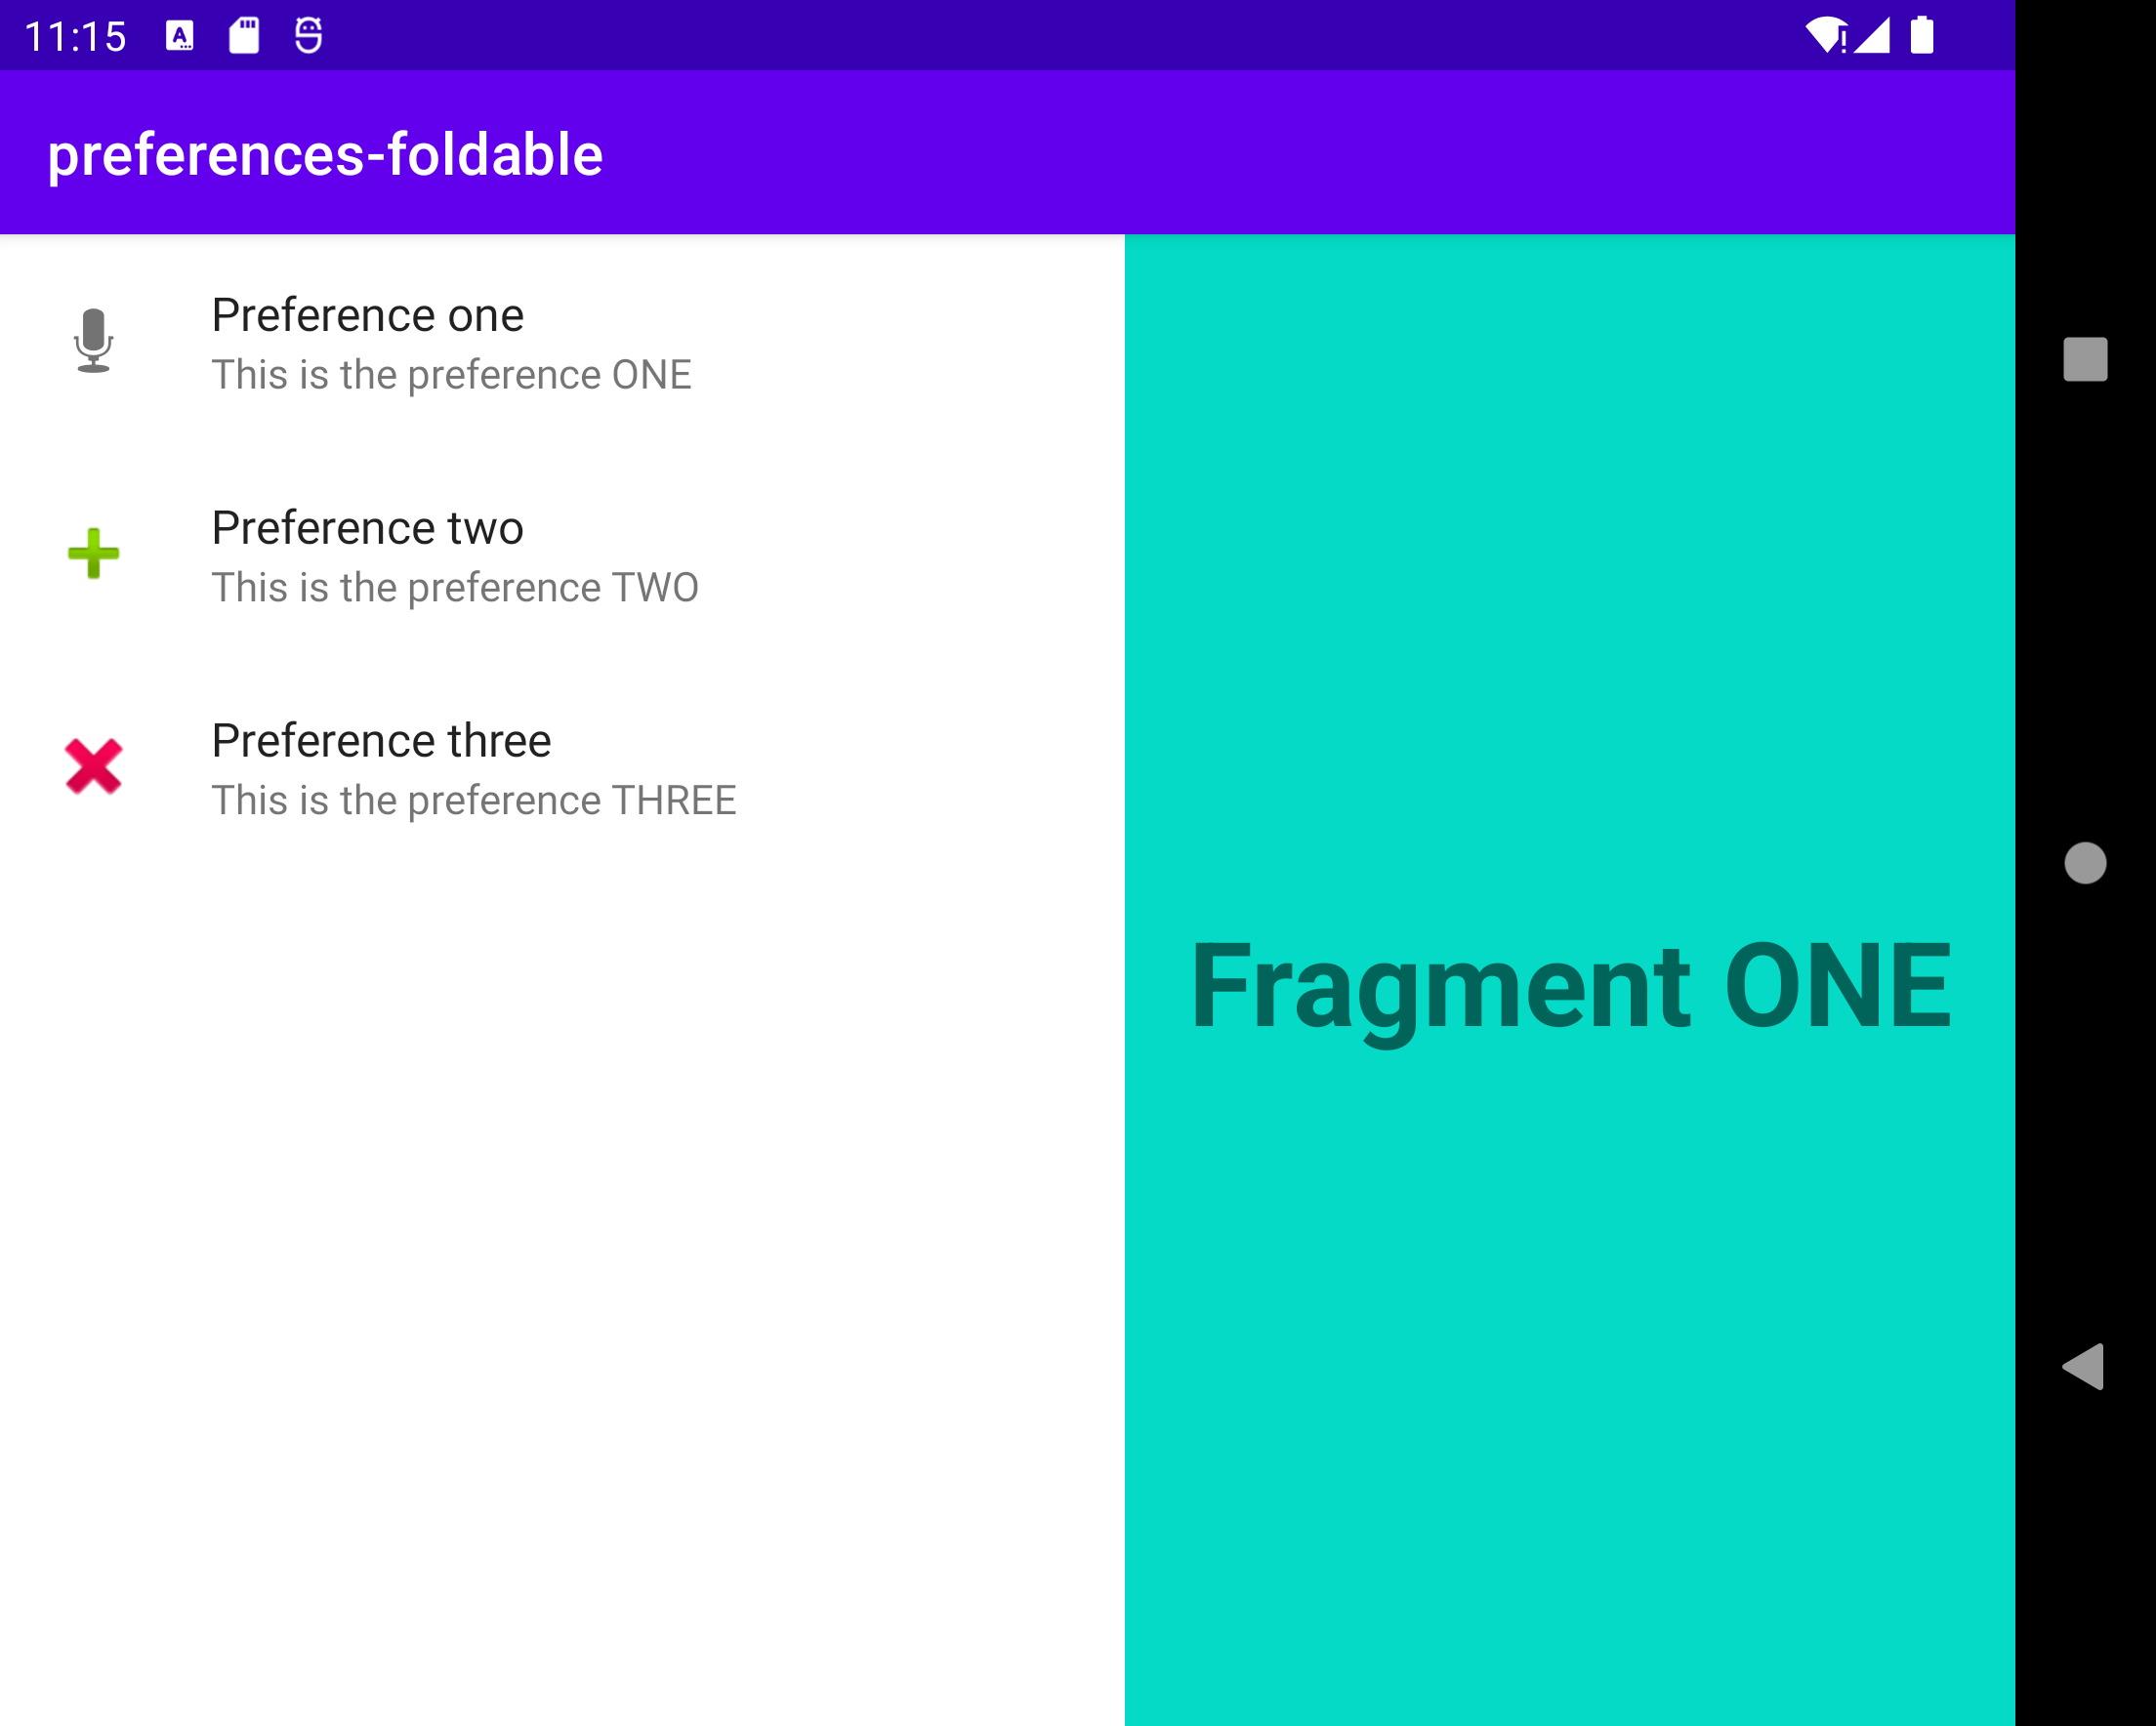 11:15
preferences-foldable
Preference one
This is the preference ONE
Preference two
This is the preference TWO
Preference three
This is the preference THREE
Fragment ONE